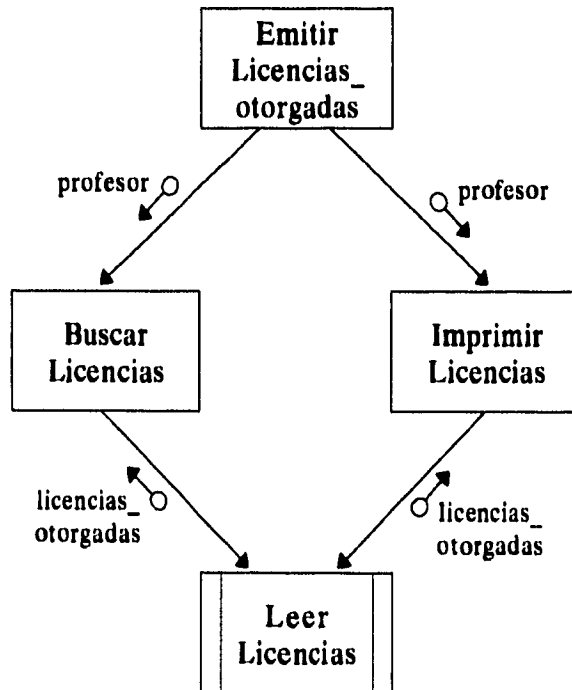 Emitir
Licencias_
otorgadas
profesor
profesor
Buscar
Licencias
Imprimir
Licencias
licencias_
otorgadas
licencias_
otorgadas
Leer
Licencias